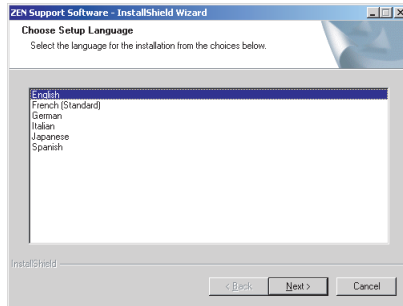 ZEN Support Software - InstallShield Wizard
Choose Setup Language
Select the language for the installation from the choices below.
English
French (Standard)
German
Italian
Japanese
Spanish
InstallShield
< Back
Next >
Cancel